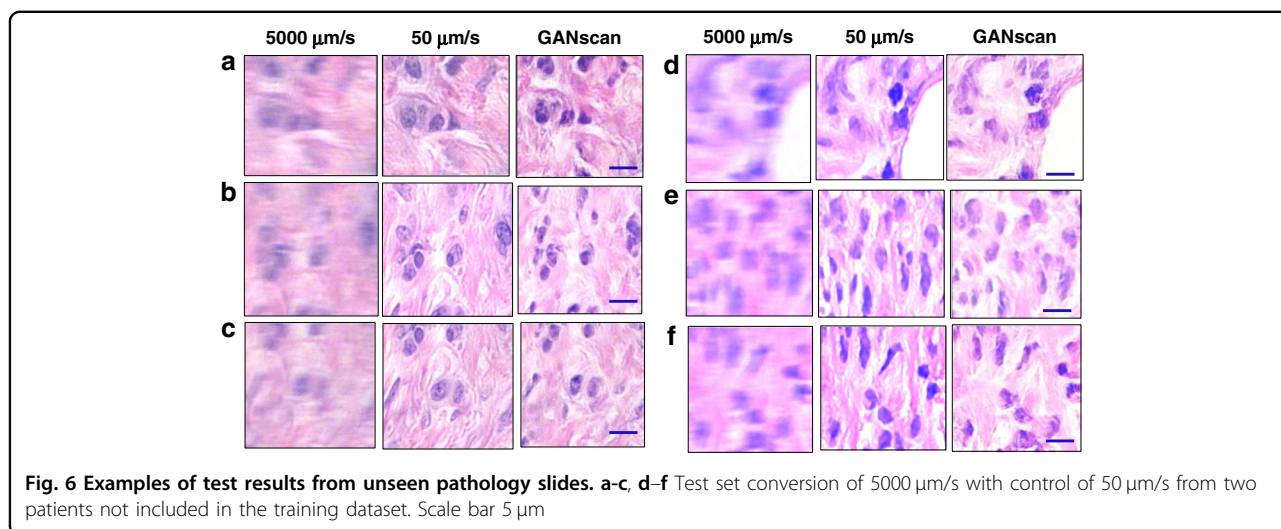 5000 μm/s 50 μm/s GANscan
a
b
c
5000 μm/s 50 μm/s GANscan
d
e
f
Fig. 6 Examples of test results from unseen pathology slides. a-c, d–f Test set conversion of 5000 μm/s with control of 50 μm/s from two
patients not included in the training dataset. Scale bar 5 μm